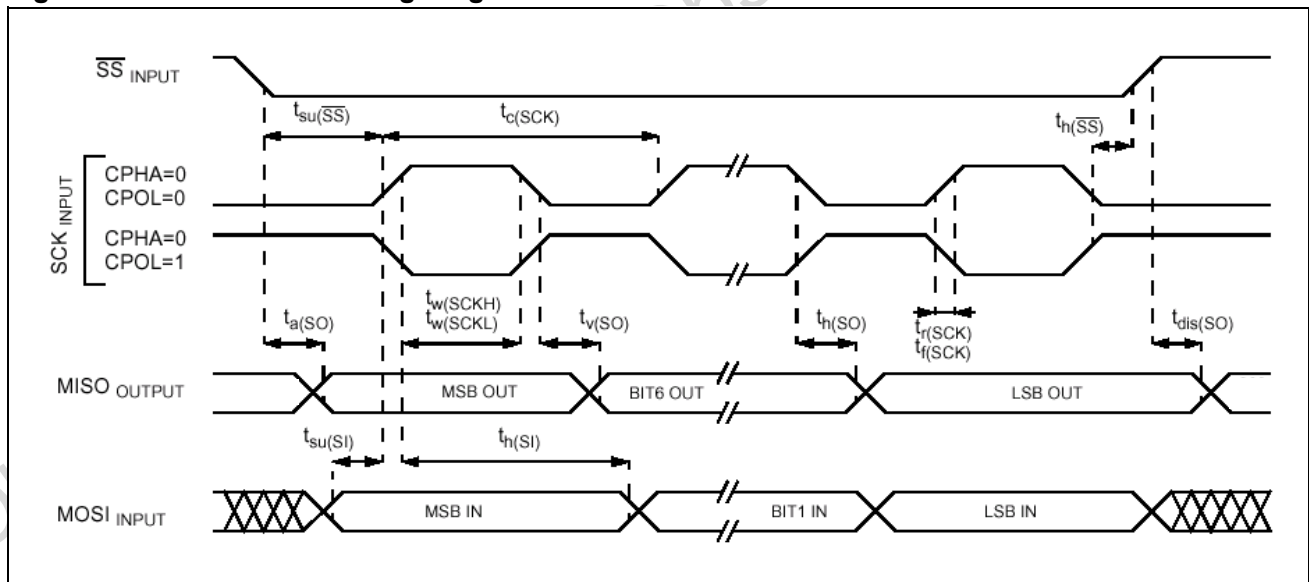 SS INPUT
tsu(SS)
tc(SCK)
th(SS)
SCK INPUT
CPHA=0
CPOL=0
CPHA=0
CPOL=1
ta(SO)
tw(SCKH)
tw(SCKL)
tv(SO)
th(SO)
tr(SCK)
tf(SCK)
tdis(SO)
MISO OUTPUT
MSB OUT
BIT6 OUT
LSB OUT
tsu(SI)
th(SI)
MOSI INPUT
MSB IN
BIT1 IN
LSB IN